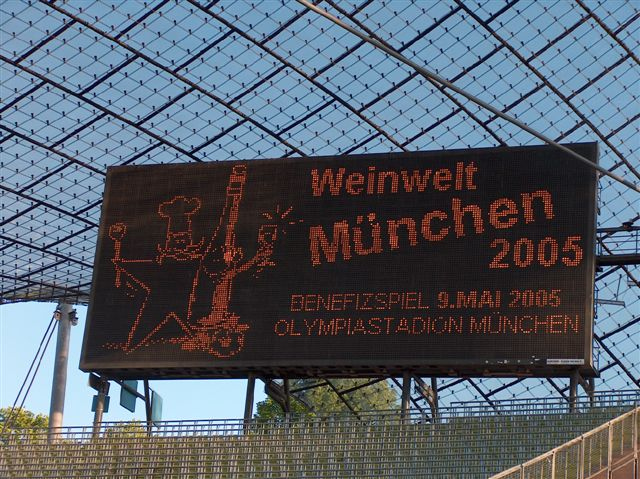 Weinwelt
München
2005
BENEFIZSPIEL 9.MAI 2005
OLYMPIASTADION MÜNCHEN